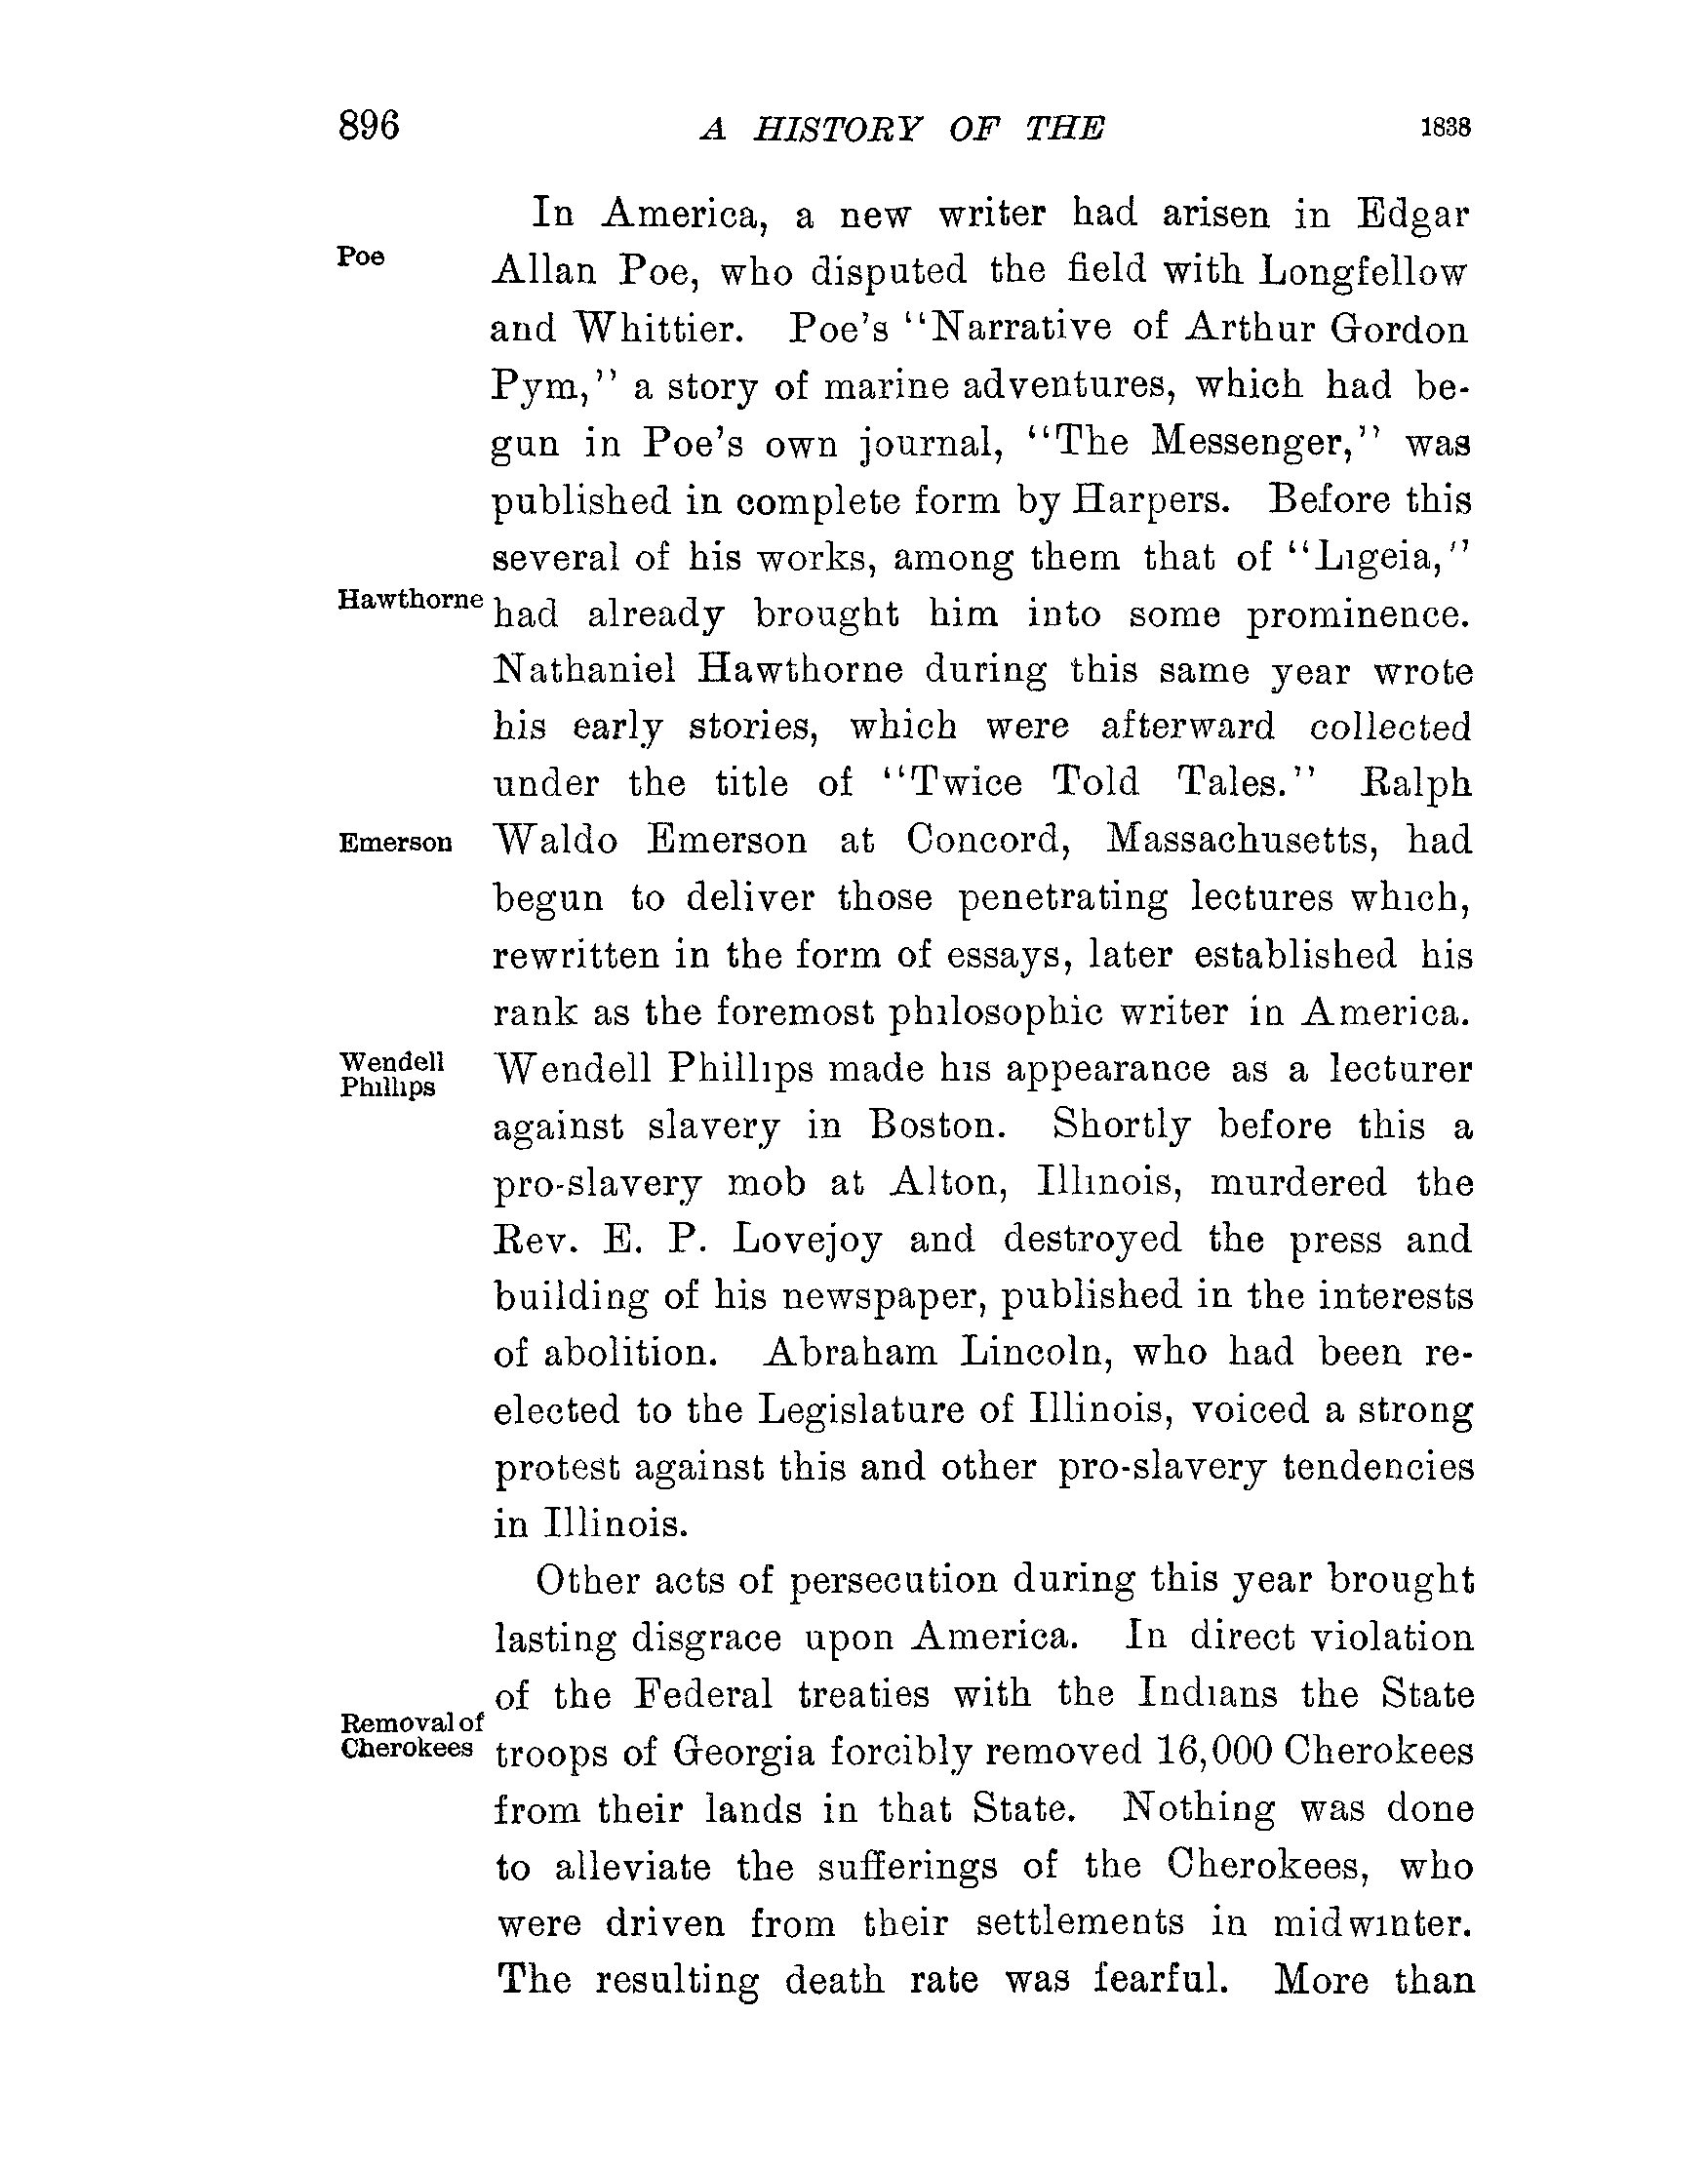 896 A HISTORY OF THE 1838
In America, a new writer had arisen in Edgar
Poe
Allan Poe, who disputed the field with Longfellow
and Whittier. Poe's "Narrative of Arthur Gordon
Pym," a story of marine adventures, which had be-
gun in Poe's own journal, "The Messenger," was
published in complete form by Harpers. Before this
several of his works, among them that of "Ligeia,"
Hawthorne
had already brought him into some prominence.
Nathaniel Hawthorne during this same year wrote
his early stories, which were afterward collected
under the title of "Twice Told Tales." Ralph
Emerson
Waldo Emerson at Concord, Massachusetts, had
begun to deliver those penetrating lectures which,
rewritten in the form of essays, later established his
rank as the foremost philosophic writer in America.
Wendell
Phillips
Wendell Phillips made his appearance as a lecturer
against slavery in Boston. Shortly before this a
pro-slavery mob at Alton, Illinois, murdered the
Rev. E. P. Lovejoy and destroyed the press and
building of his newspaper, published in the interests
of abolition. Abraham Lincoln, who had been re-
elected to the Legislature of Illinois, voiced a strong
protest against this and other pro-slavery tendencies
in Illinois.
Other acts of persecution during this year brought
lasting disgrace upon America. In direct violation
of the Federal treaties with the Indians the State
Removal of
Cherokees
troops of Georgia forcibly removed 16,000 Cherokees
from their lands in that State. Nothing was done
to alleviate the sufferings of the Cherokees, who
were driven from their settlements in midwinter.
The resulting death rate was fearful. More than